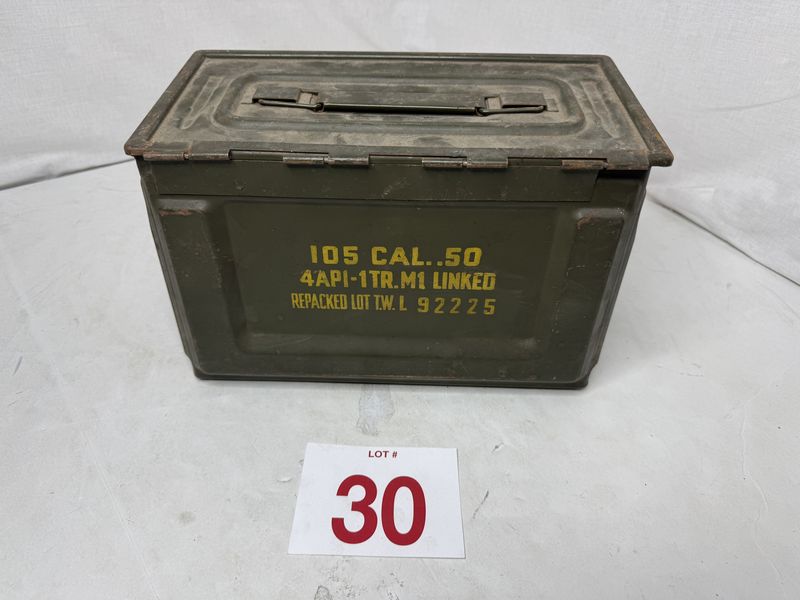 105 CAL..50
4API-1TR.M1 LINKED
REPACKED LOT T.W. L 92225
LOT #
30